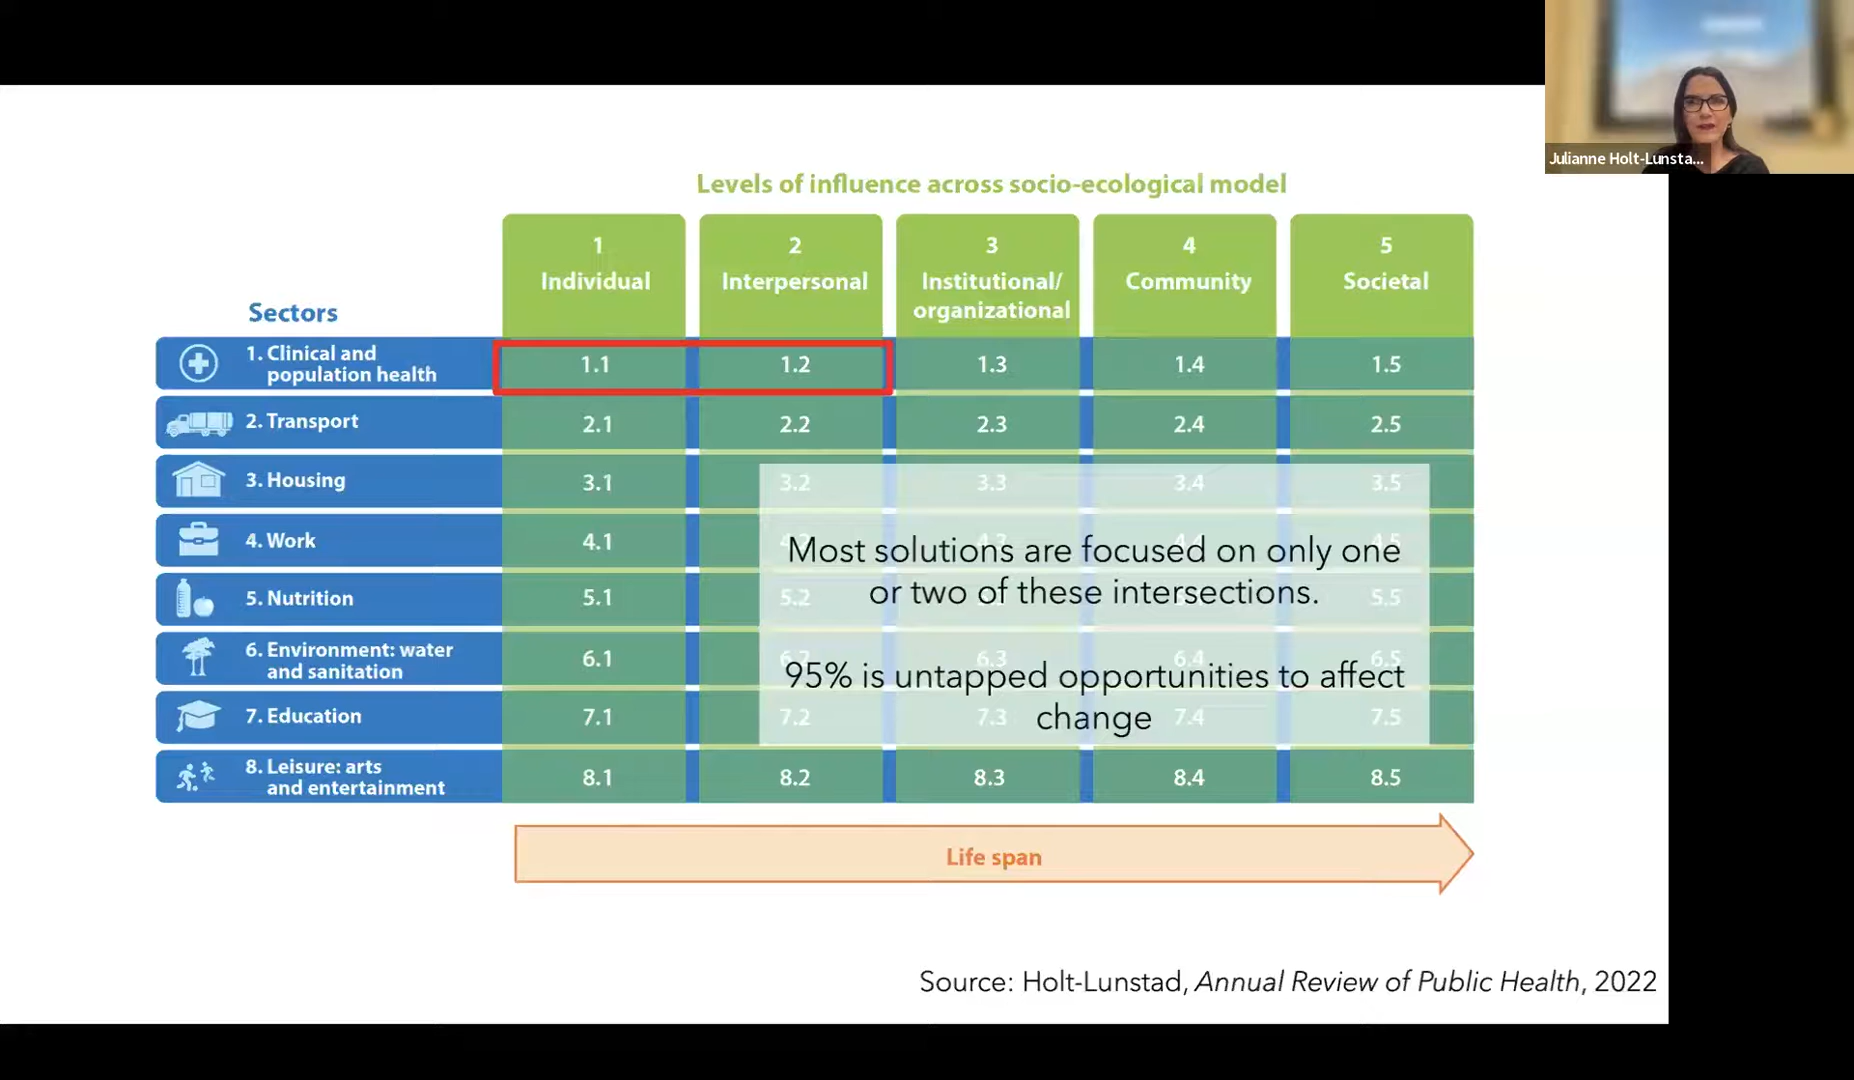 Julianne Holt-Lunsta...
Levels of influence across socio-ecological model
1
Individual
2
Interpersonal
3
Institutional/
organizational
4
Community
5
Societal
Sectors
1. Clinical and
population health
1.1 1.2 1.3 1.4 1.5
2. Transport 2.1 2.2 2.3 2.4 2.5
3. Housing 3.1 3.2 3.3 3.4 3.5
4. Work 4.1
5. Nutrition 5.1 5.2 5.5
6. Environment: water
and sanitation
6.1 6.3 6.4 6.5
7. Education 7.1 7.2 7.3 7.4 7.5
8. Leisure: arts
and entertainment
8.1 8.2 8.3 8.4 8.5
Most solutions are focused on only one
or two of these intersections.
95% is untapped opportunities to affect
change
Life span
Source: Holt-Lunstad, Annual Review of Public Health, 2022